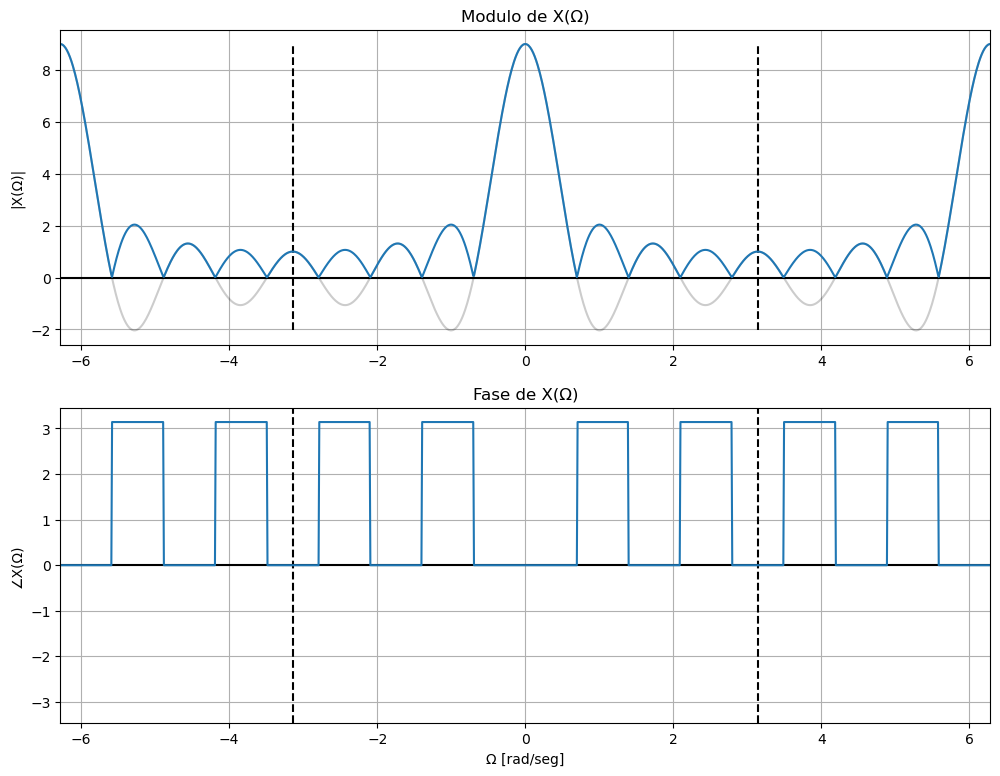 Modulo de X(Ω)
|X(Ω)|
8
6
4
2
0
−2
−6 −4 −2 0 2 4 6
Fase de X(Ω)
∠X(Ω)
3
2
1
0
−1
−2
−3
−6 −4 −2 0 2 4 6
Ω [rad/seg]